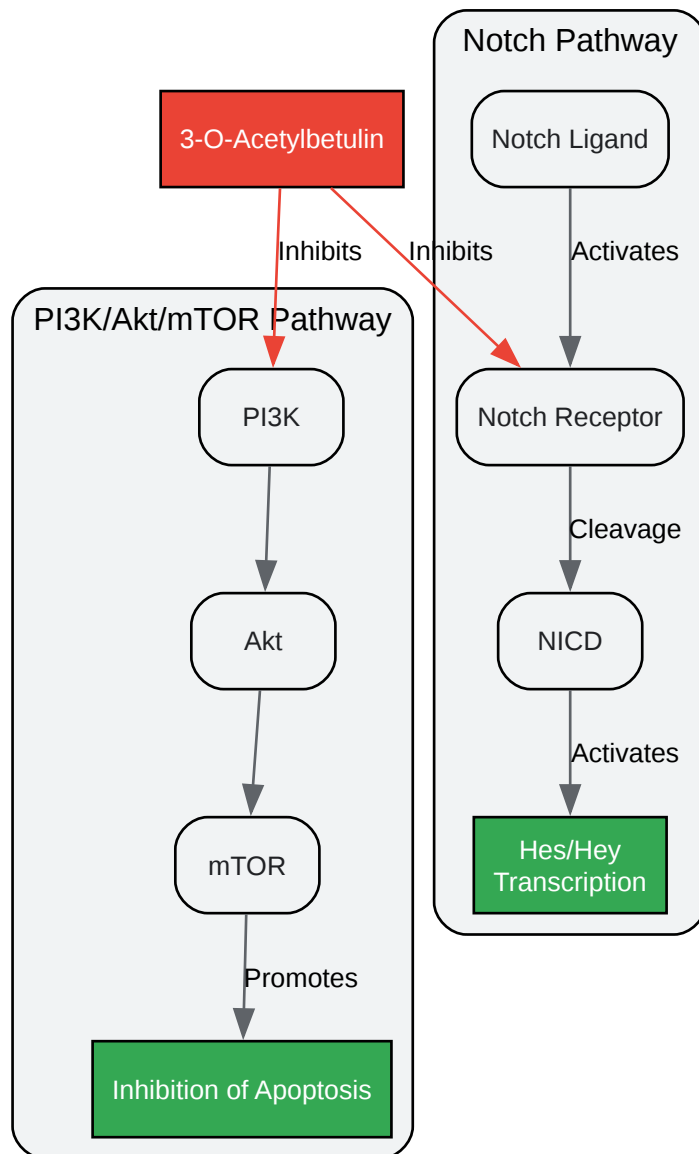 Notch Pathway
3-O-Acetylbetulin
Notch Ligand
Inhibits
Inhibits
Activates
PI3K/Akt/mTOR Pathway
PI3K
Notch Receptor
Cleavage
Akt
NICD
Activates
mTOR
Hes/Hey
Transcription
Promotes
Inhibition of Apoptosis